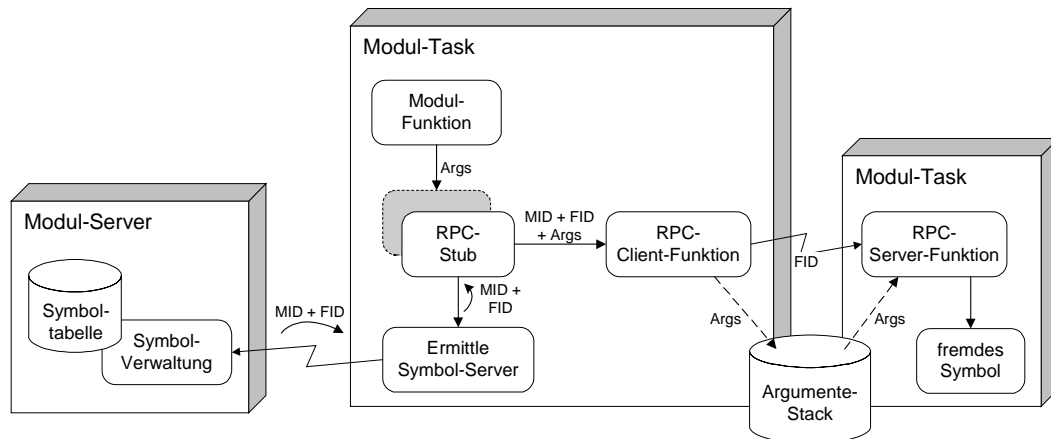 Modul-Task
Modul-
Funktion
Args
RPC-
Stub
MID + FID
+ Args
RPC-
Client-Funktion
MID +
FID
Ermittle
Symbol-Server
Args
Modul-Server
Symbol-
tabelle
Symbol-
Verwaltung
MID + FID
Modul-Task
FID
RPC-
Server-Funktion
Args
fremdes
Symbol
Argumente-
Stack